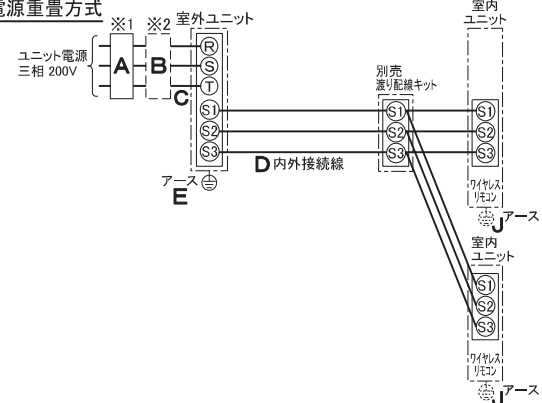 電源重畳方式
※1
※2
室外ユニット
室内
ユニット
ユニット電源
三相 200V
A
B
C
R
S
T
S1
S2
S3
別売
渡り配線キット
S1
S2
S3
S1
S2
S3
D 内外接続線
アース
E
ワイヤレス
リモコン
アース
J
室内
ユニット
S1
S2
S3
ワイヤレス
リモコン
アース
J